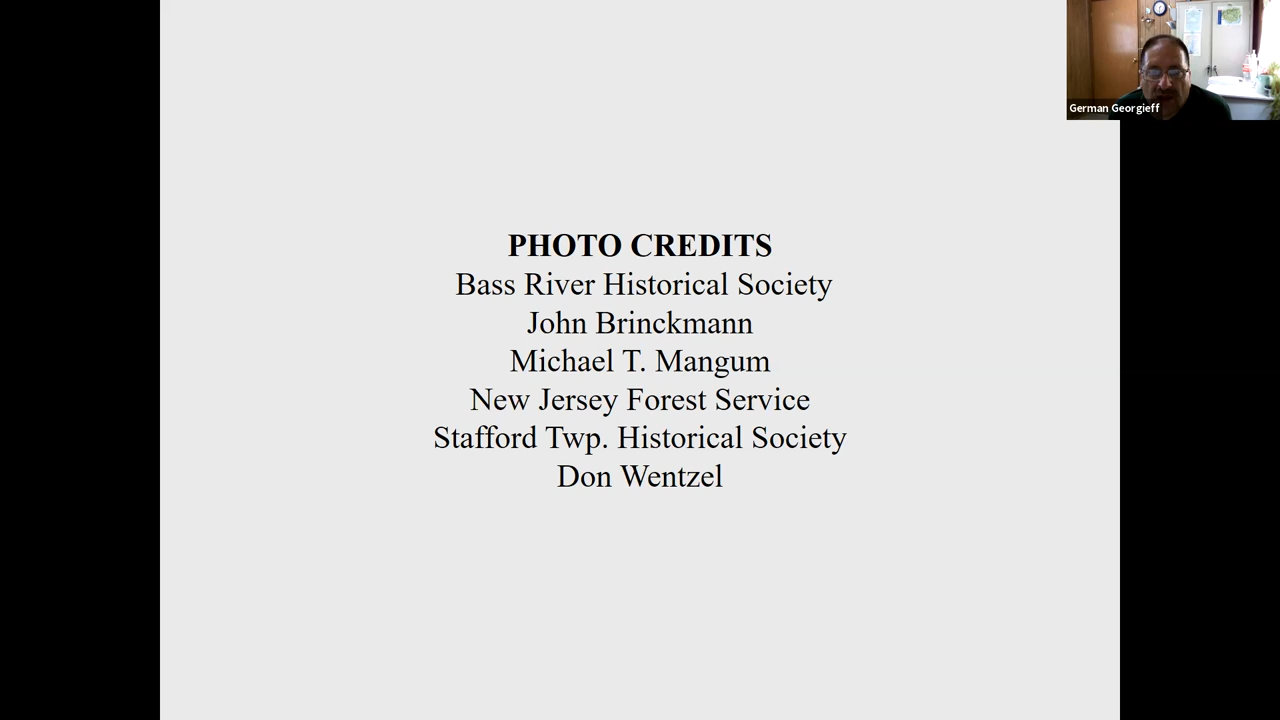 PHOTO CREDITS
Bass River Historical Society
John Brinckmann
Michael T. Mangum
New Jersey Forest Service
Stafford Twp. Historical Society
Don Wentzel
German Georgieff